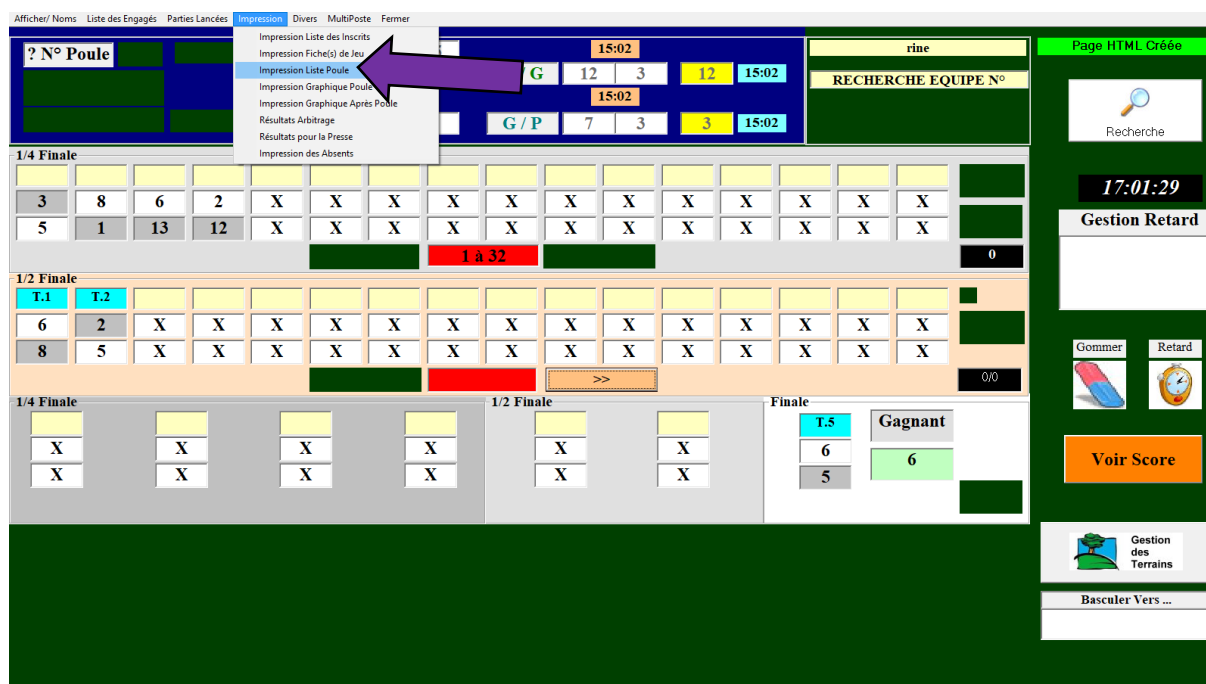 Afficher/ Noms Liste des Engagés Parties Lancées Impression Divers MultiPoste Fermer
Impression Liste des Inscrits
Impression Fiche(s) de Jeu
Impression Liste Poule
Impression Graphique Poule
Impression Graphique Après Poule
Résultats Arbitrage
Résultats pour la Presse
Impression des Absents
? N° Poule
15:02
G 12 3 12 15:02
15:02
G / P 7 3 3 15:02
rine
RECHERCHE EQUIPE N°
Page HTML Créée
Recherche
17:01:29
Gestion Retard
1/4 Finale
3 8 6 2 X X X X X X X X X X X X
5 1 13 12 X X X X X X X X X X X X
1 à 32
0
1/2 Finale
T.1 T.2
6 2 X X X X X X X X X X X X X X
8 5 X X X X X X X X X X X X X X
>>
0/0
Gommer Retard
1/4 Finale
X X X X
X X X X
1/2 Finale
X X
X X
Finale
T.5 Gagnant
6 6
5
Voir Score
Gestion
des
Terrains
Basculer Vers ...